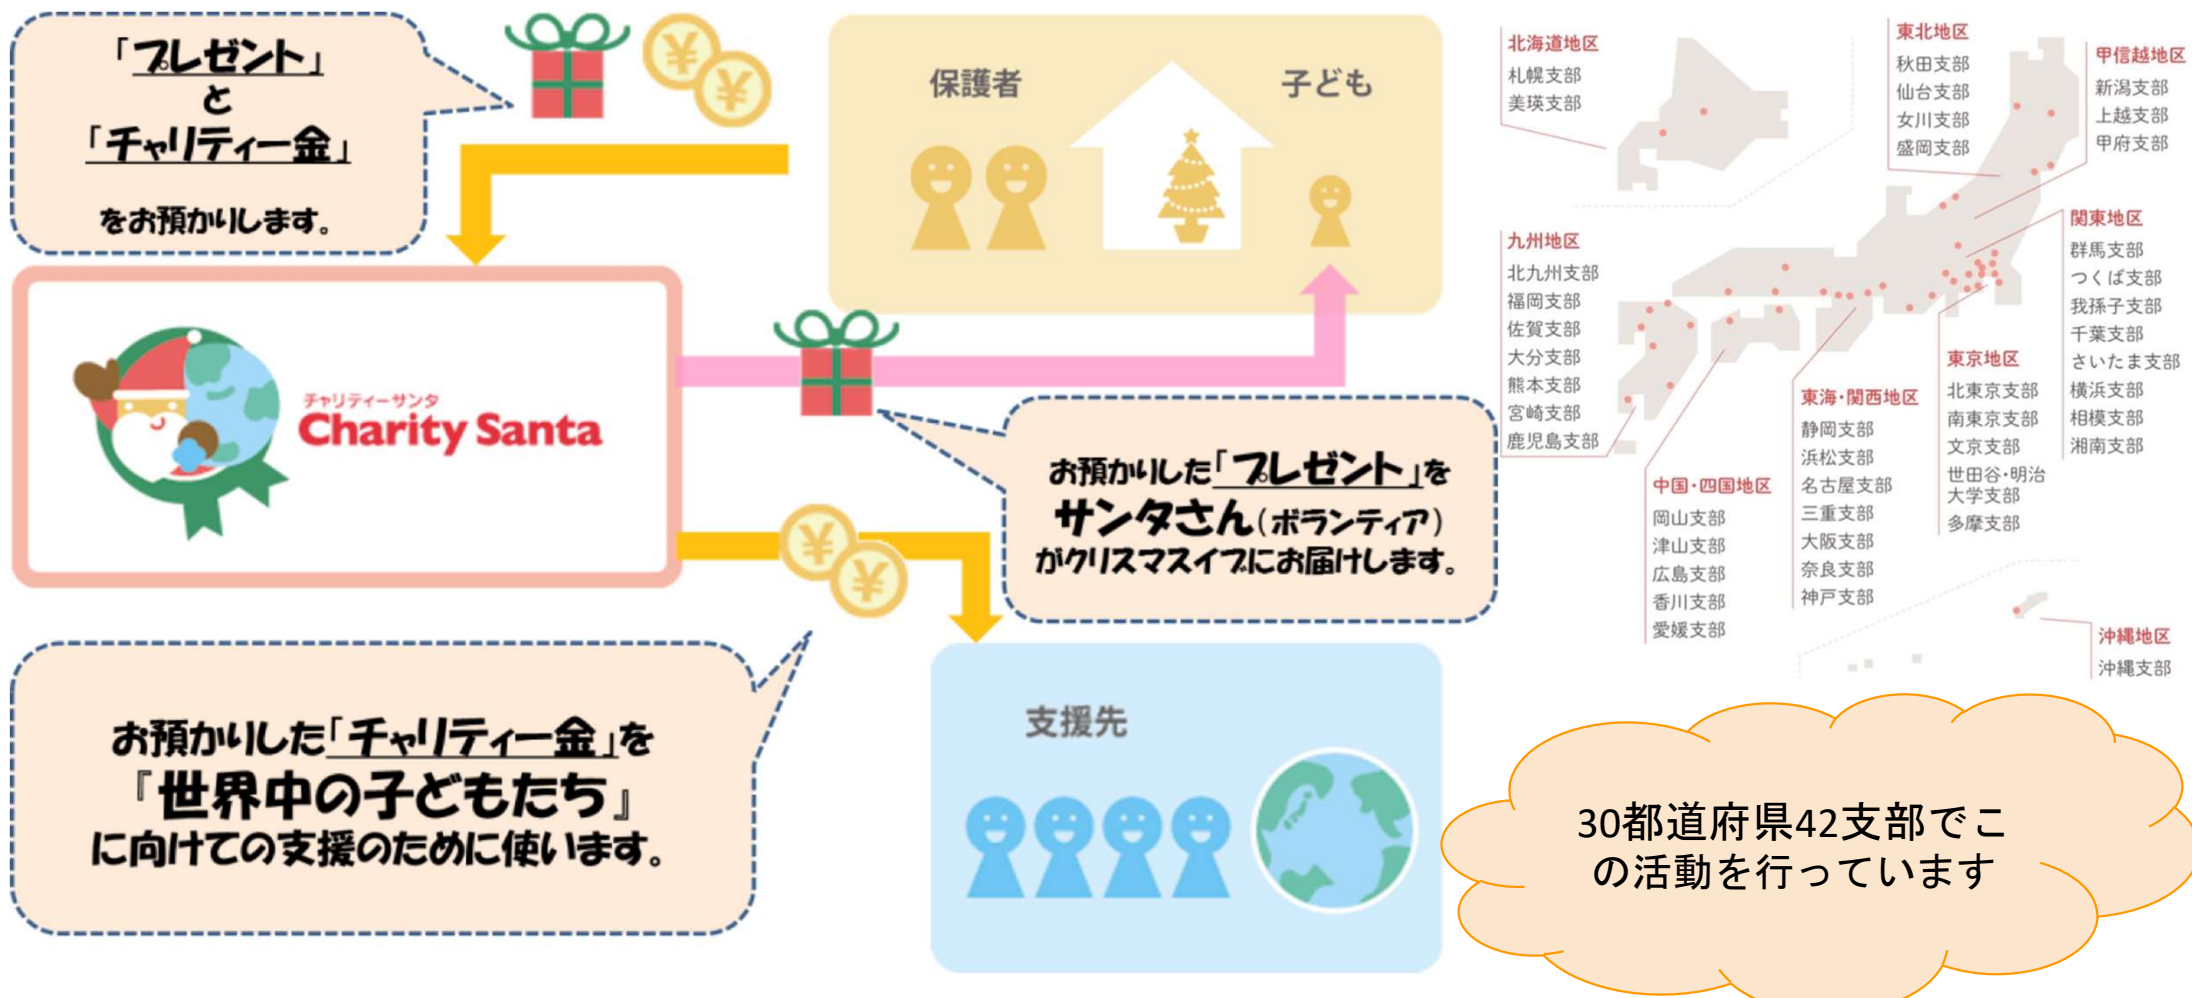 「プレゼント」
と
「チャリティー金」
をお預かりします。
保護者
子ども
チャリティーサンタ
Charity Santa
お預かりした「プレゼント」を
サンタさん(ボランティア)
がクリスマスイブにお届けします。
お預かりした「チャリティー金」を
『世界中の子どもたち』
に向けての支援のために使います。
支援先
北海道地区
札幌支部
美瑛支部
東北地区
秋田支部
仙台支部
女川支部
盛岡支部
甲信越地区
新潟支部
上越支部
甲府支部
関東地区
群馬支部
つくば支部
我孫子支部
千葉支部
さいたま支部
横浜支部
相模支部
湘南支部
九州地区
北九州支部
福岡支部
佐賀支部
大分支部
熊本支部
宮崎支部
鹿児島支部
東京地区
北東京支部
南東京支部
文京支部
世田谷・明治
大学支部
多摩支部
東海・関西地区
静岡支部
浜松支部
名古屋支部
三重支部
大阪支部
奈良支部
神戸支部
中国・四国地区
岡山支部
津山支部
広島支部
香川支部
愛媛支部
沖縄地区
沖縄支部
30都道府県42支部でこ
の活動を行っています